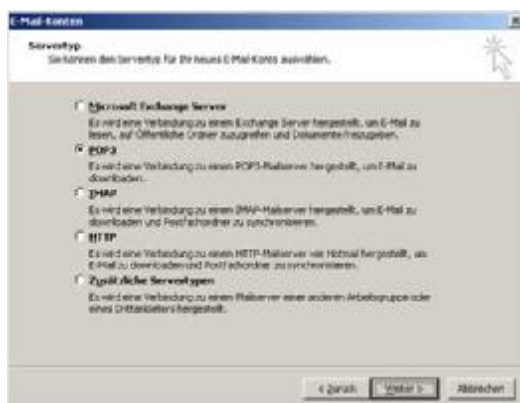 E-Mail-Konten
Servertyp
Sie können den Servertyp für Ihr neues E-Mail-Konto auswählen.
Microsoft Exchange Server
Es wird eine Verbindung zu einem Exchange Server hergestellt, um E-Mail zu
lesen, auf Öffentliche Ordner zuzugreifen und Dokumente freizugeben.
POP3
Es wird eine Verbindung zu einem POP3-Mailserver hergestellt, um E-Mail zu
downloaden.
IMAP
Es wird eine Verbindung zu einem IMAP-Mailserver hergestellt, um E-Mail zu
downloaden und Postfachordner zu synchronisieren.
HTTP
Es wird eine Verbindung zu einem HTTP-Mailserver wie Hotmail hergestellt, um
E-Mail zu downloaden und Postfachordner zu synchronisieren.
Zusätzliche Servertypen
Es wird eine Verbindung zu einem Mailserver einer anderen Arbeitsgruppe oder
eines Drittanbieters hergestellt.
< Zurück Weiter > Abbrechen